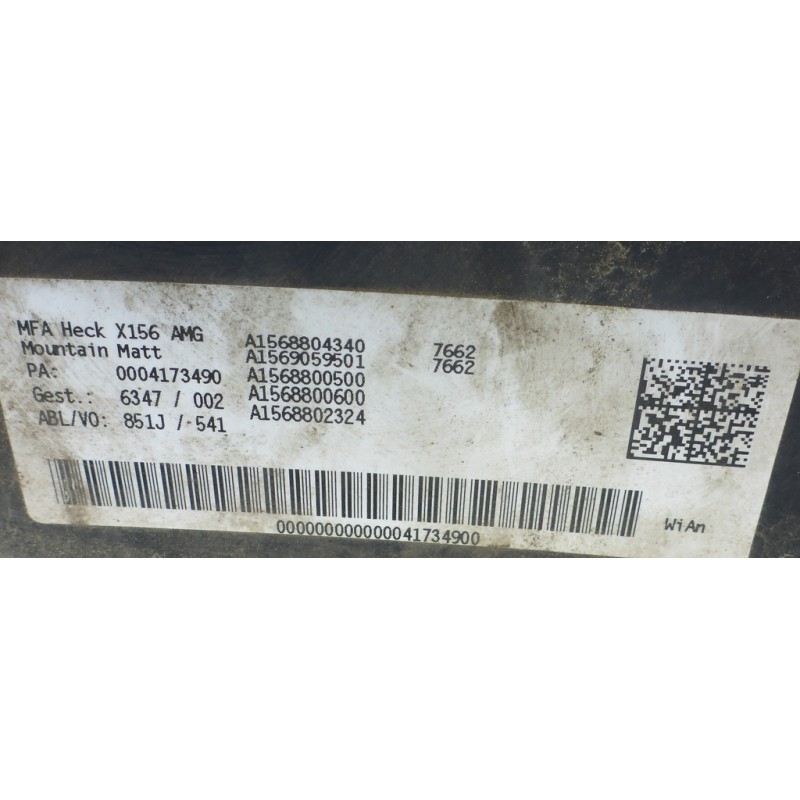 MFA Heck X156 AMG A1568804340 7662
Mountain Matt A1569059501 7662
PA: 0004173490 A1568800500
Gest.: 6347 / 002 A1568800600
ABL/VO: 851J /-541 A1568802324
000000000000041734900
WiAn